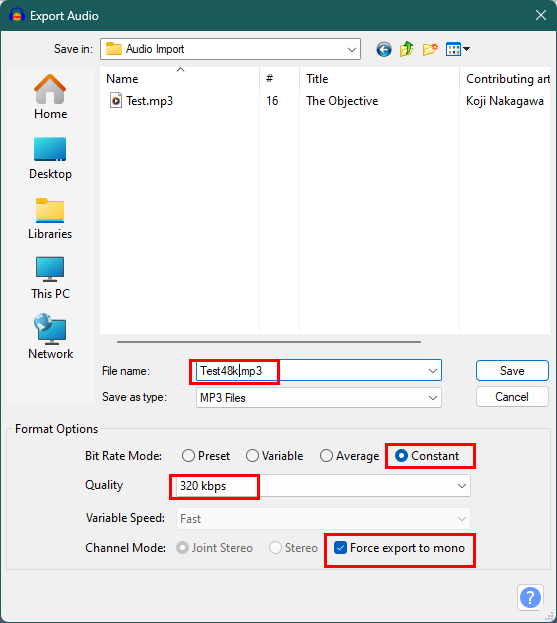 Export Audio
Save in: Audio Import
Name # Title Contributing art
Test.mp3 16 The Objective Koji Nakagawa
Home
Desktop
Libraries
This PC
Network
File name: Test48k.mp3 Save
Save as type: MP3 Files Cancel
Format Options
Bit Rate Mode: Preset Variable Average Constant
Quality 320 kbps
Variable Speed: Fast
Channel Mode: Joint Stereo Stereo Force export to mono
?